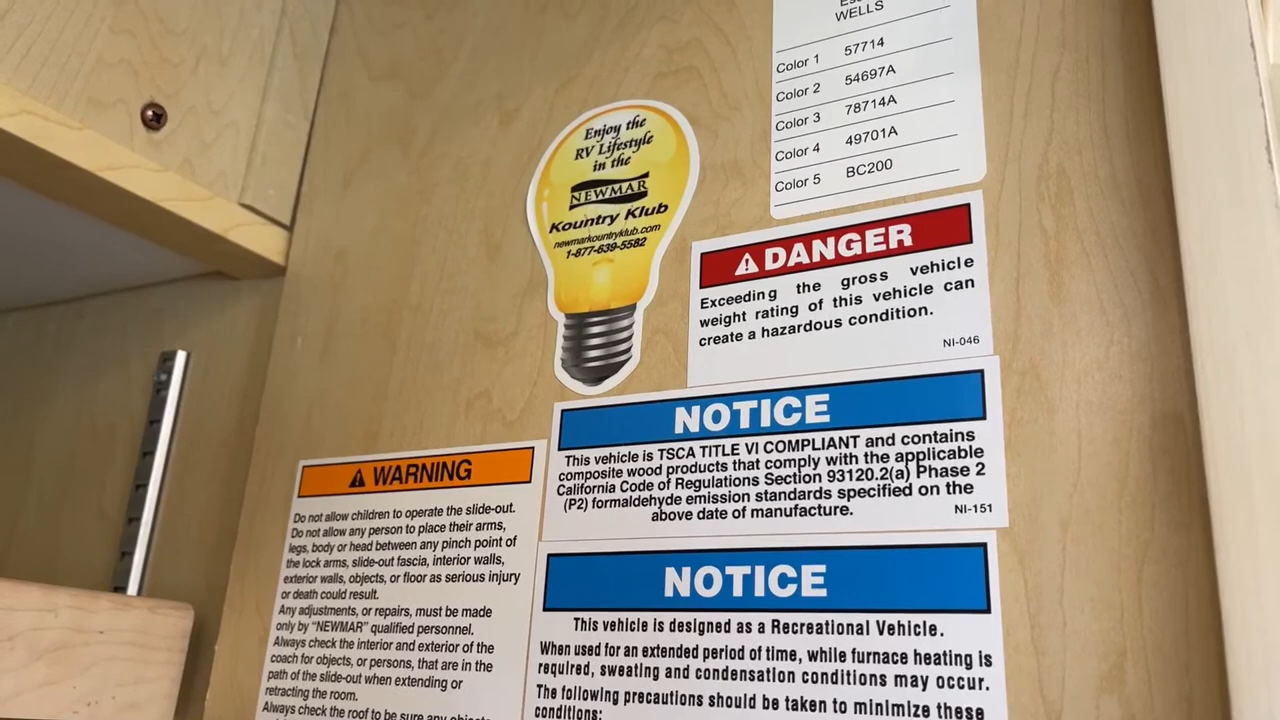 WELLS
Color 1 57714
Color 2 54697A
Color 3 78714A
Color 4 49701A
Color 5 BC200
Enjoy the
RV Lifestyle
in the
NEWMAR
Kountry Klub
newmarkountryklub.com
1-877-639-5582
DANGER
Exceeding the gross vehicle
weight rating of this vehicle can
create a hazardous condition.
NI-046
NOTICE
This vehicle is TSCA TITLE VI COMPLIANT and contains
composite wood products that comply with the applicable
California Code of Regulations Section 93120.2(a) Phase 2
(P2) formaldehyde emission standards specified on the
above date of manufacture.
NI-151
WARNING
Do not allow children to operate the slide-out.
Do not allow any person to place their arms,
legs, body or head between any pinch point of
the lock arms, slide-out fascia, interior walls,
exterior walls, objects, or floor as serious injury
or death could result.
Any adjustments, or repairs, must be made
only by "NEWMAR" qualified personnel.
Always check the interior and exterior of the
coach for objects, or persons, that are in the
path of the slide-out when extending or
retracting the room.
Always check the roof to be sure any
NOTICE
This vehicle is designed as a Recreational Vehicle.
When used for an extended period of time, while furnace heating is
required, sweating and condensation conditions may occur.
The following precautions should be taken to minimize these
conditions: